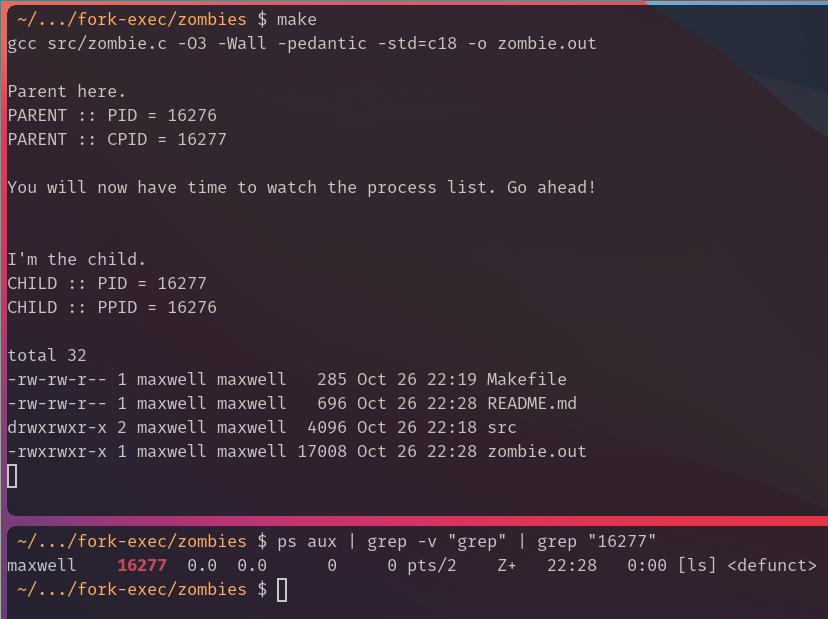 ~/.../fork-exec/zombies $ make
gcc src/zombie.c -O3 -Wall -pedantic -std=c18 -o zombie.out
Parent here.
PARENT :: PID = 16276
PARENT :: CPID = 16277
You will now have time to watch the process list. Go ahead!
I'm the child.
CHILD :: PID = 16277
CHILD :: PPID = 16276
total 32
-rw-rw-r-- 1 maxwell maxwell   285 Oct 26 22:19 Makefile
-rw-rw-r-- 1 maxwell maxwell   696 Oct 26 22:28 README.md
drwxrwxr-x 2 maxwell maxwell  4096 Oct 26 22:18 src
-rwxrwxr-x 1 maxwell maxwell 17008 Oct 26 22:28 zombie.out
~/.../fork-exec/zombies $ ps aux | grep -v "grep" | grep "16277"
maxwell    16277  0.0  0.0      0     0 pts/2    Z+   22:28   0:00 [ls] <defunct>
~/.../fork-exec/zombies $